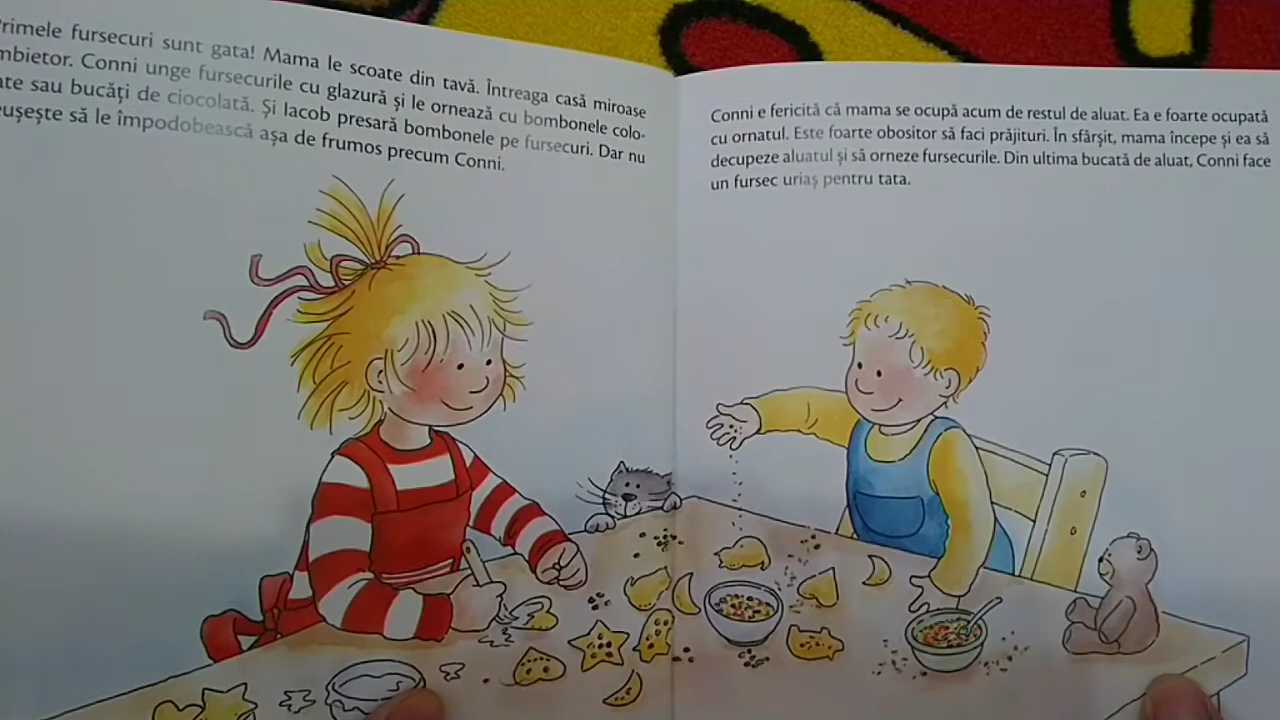 rimele fursecuri sunt gata! Mama le scoate din tavă. Întreaga casă miroase
mbietor. Conni unge fursecurile cu glazură și le ornează cu bombonele colo-
ate sau bucăți de ciocolată. Și Iacob presară bombonele pe fursecuri. Dar nu
eușește să le împodobească așa de frumos precum Conni.
Conni e fericită că mama se ocupă acum de restul de aluat. Ea e foarte ocupată
cu ornatul. Este foarte obositor să faci prăjituri. În sfârșit, mama începe și ea să
decupeze aluatul și să orneze fursecurile. Din ultima bucată de aluat, Conni face
un fursec uriaș pentru tata.